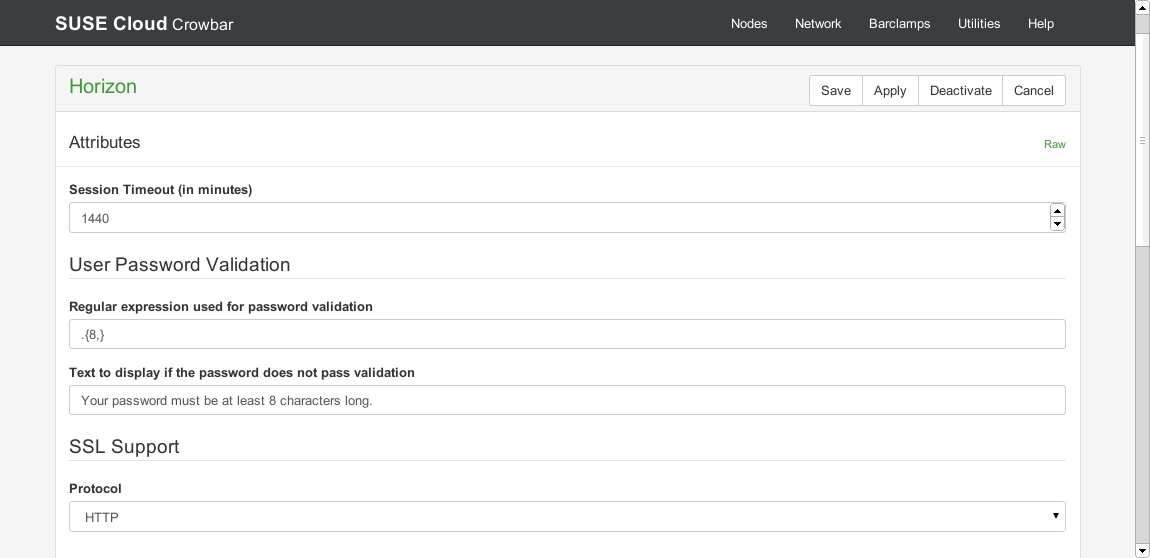 SUSE Cloud Crowbar
Nodes Network Barclamps Utilities Help
Horizon
Save Apply Deactivate Cancel
Attributes
Raw
Session Timeout (in minutes)
1440
User Password Validation
Regular expression used for password validation
.{8,}
Text to display if the password does not pass validation
Your password must be at least 8 characters long.
SSL Support
Protocol
HTTP